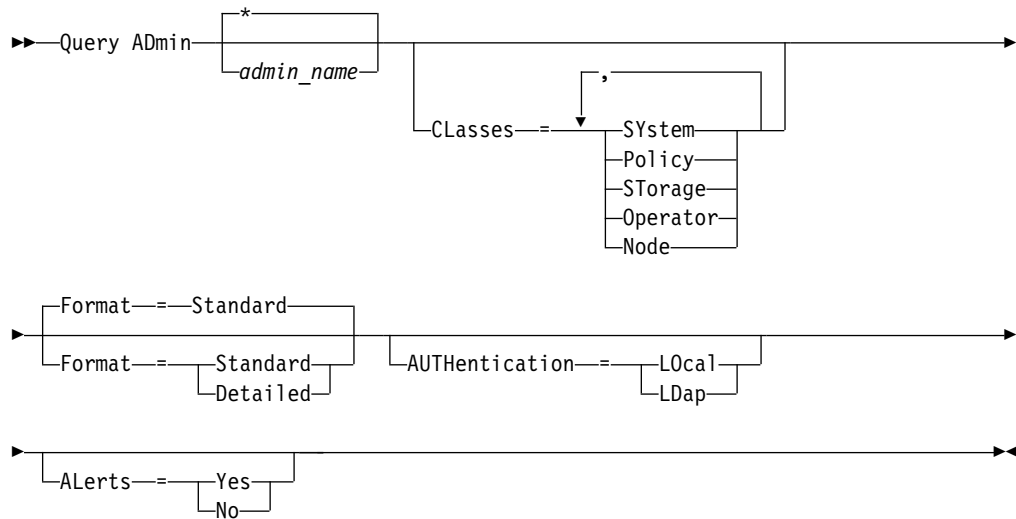 *
Query ADmin
admin_name
,
CLasses = SYstem
Policy
STorage
Operator
Node
Format = Standard
Format = Standard
Detailed
AUTHentication = LOcal
LDap
ALerts = Yes
No